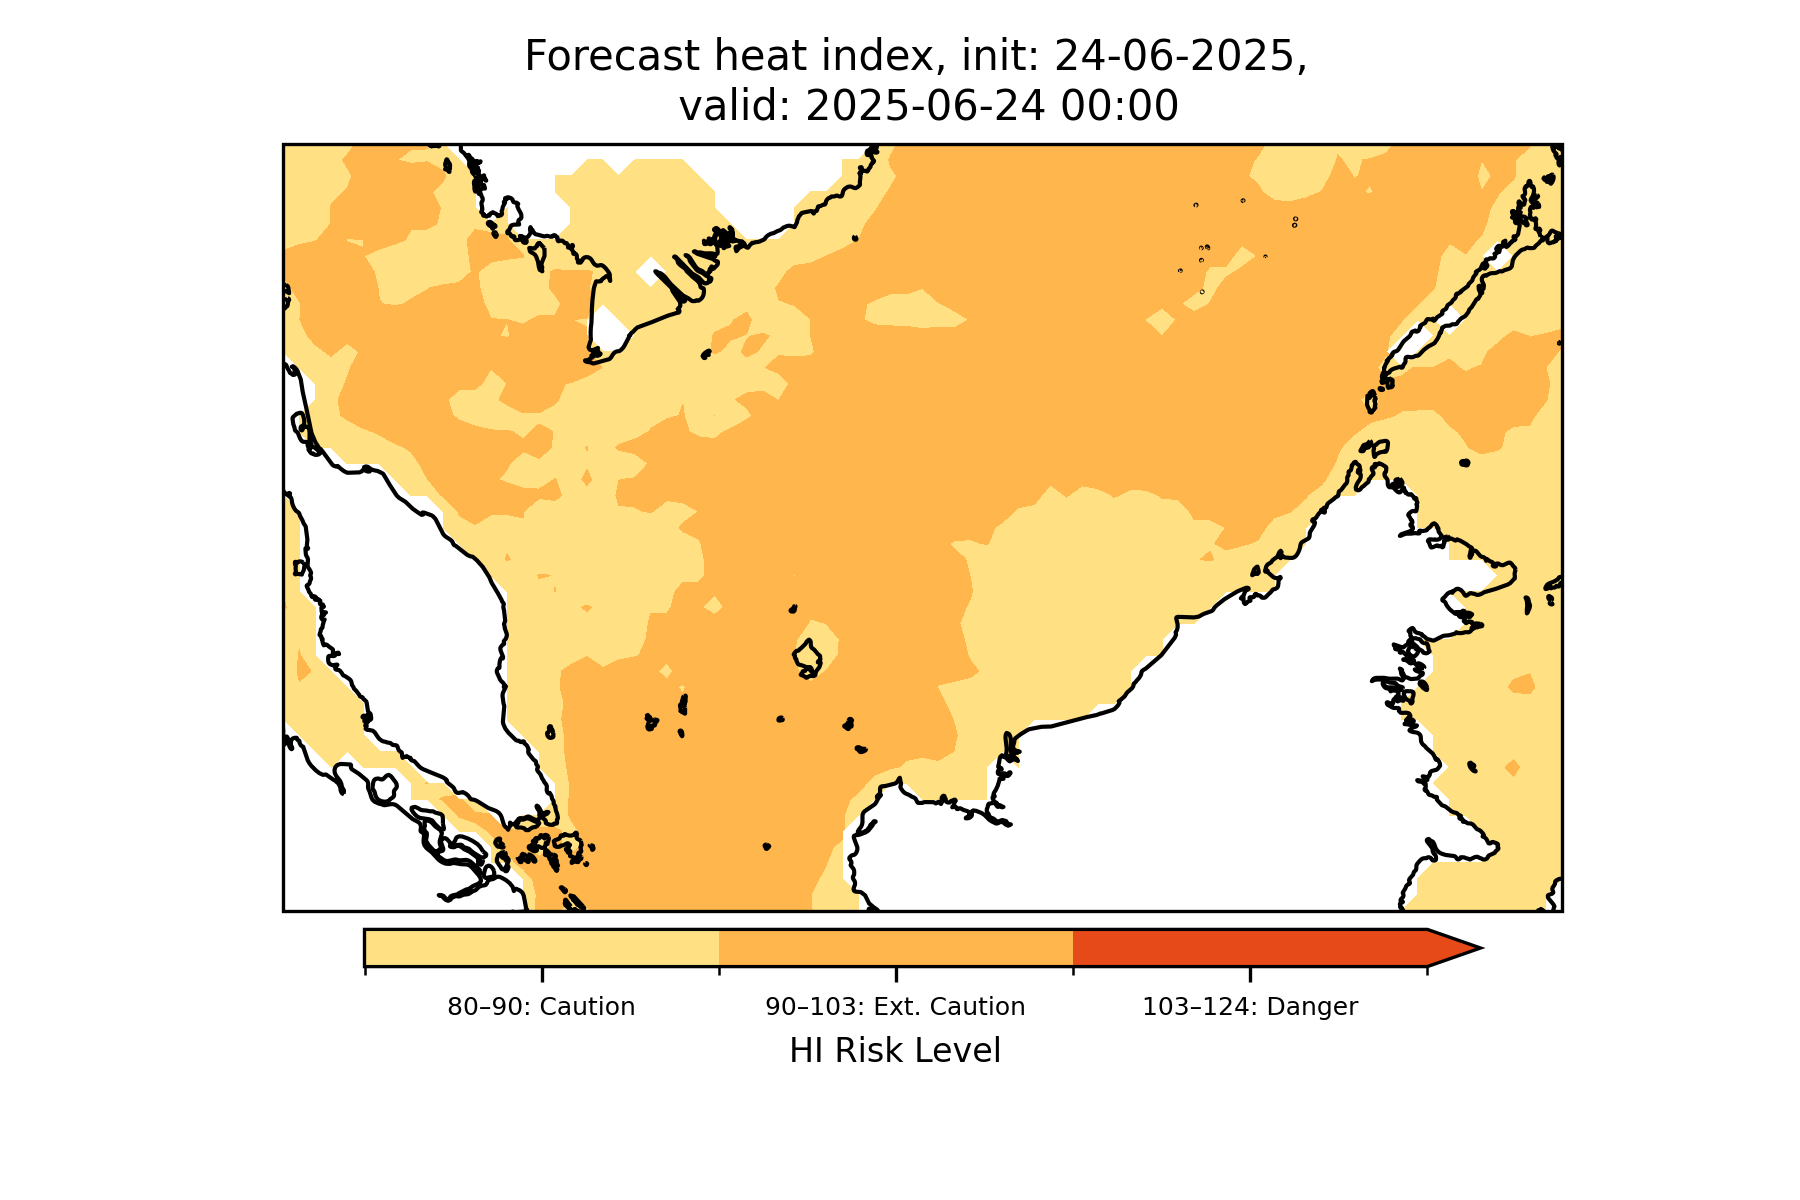 Forecast heat index, init: 24-06-2025,
valid: 2025-06-24 00:00
80–90: Caution
90–103: Ext. Caution
103–124: Danger
HI Risk Level